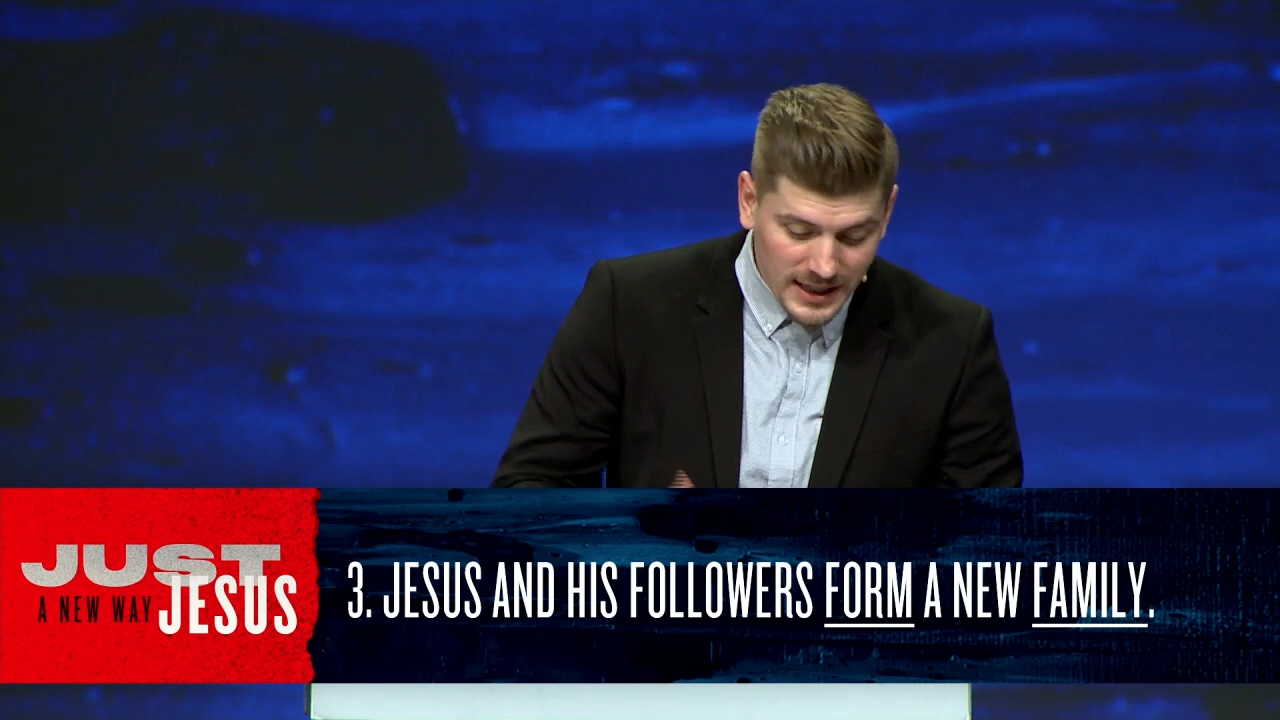 JUST
A NEW WAY JESUS
3. JESUS AND HIS FOLLOWERS FORM A NEW FAMILY.